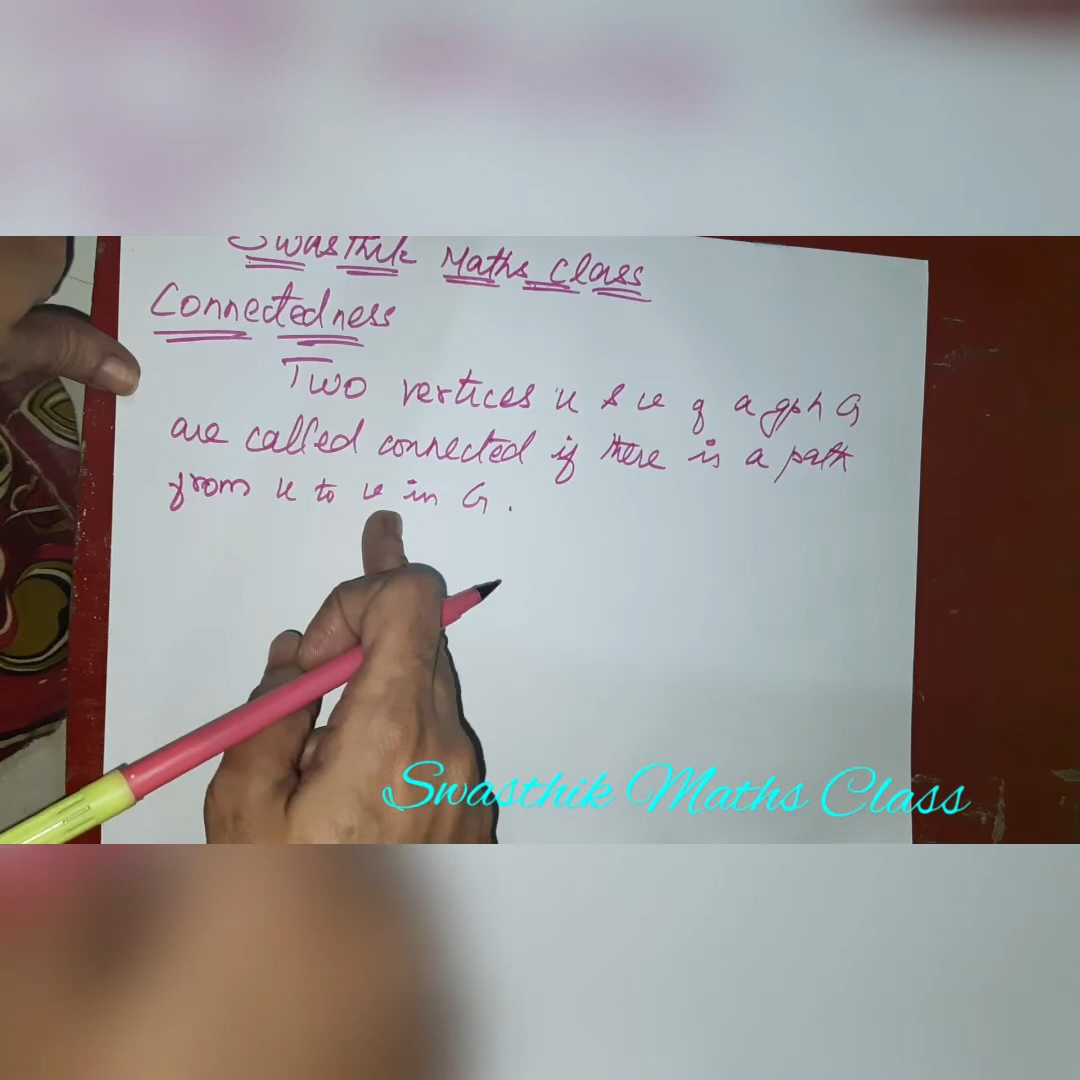 Swasthik Maths Class
Connectedness
Two vertices u & v of a gph G
are called connected if there is a path
from u to v in G.
Swasthik Maths Class